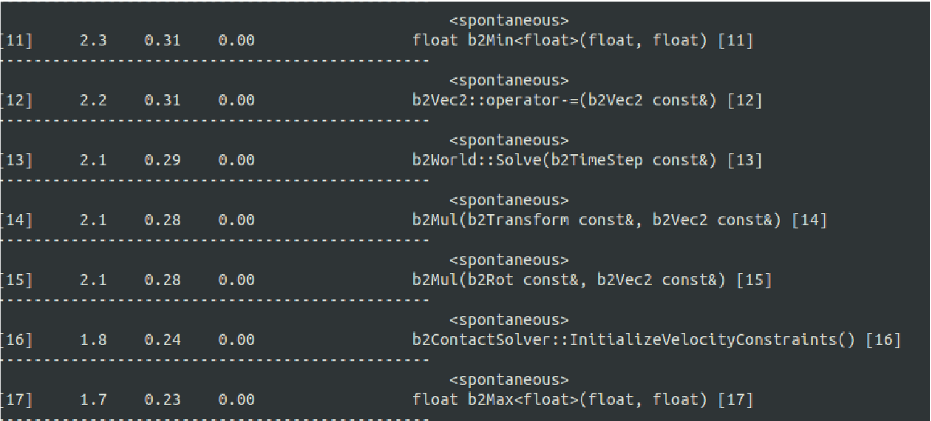 <spontaneous>
[11] 2.3 0.31 0.00 float b2Min<float>(float, float) [11]
-----------------------------------------------
<spontaneous>
[12] 2.2 0.31 0.00 b2Vec2::operator-=(b2Vec2 const&) [12]
-----------------------------------------------
<spontaneous>
[13] 2.1 0.29 0.00 b2World::Solve(b2TimeStep const&) [13]
-----------------------------------------------
<spontaneous>
[14] 2.1 0.28 0.00 b2Mul(b2Transform const&, b2Vec2 const&) [14]
-----------------------------------------------
<spontaneous>
[15] 2.1 0.28 0.00 b2Mul(b2Rot const&, b2Vec2 const&) [15]
-----------------------------------------------
<spontaneous>
[16] 1.8 0.24 0.00 b2ContactSolver::InitializeVelocityConstraints() [16]
-----------------------------------------------
<spontaneous>
[17] 1.7 0.23 0.00 float b2Max<float>(float, float) [17]
-----------------------------------------------